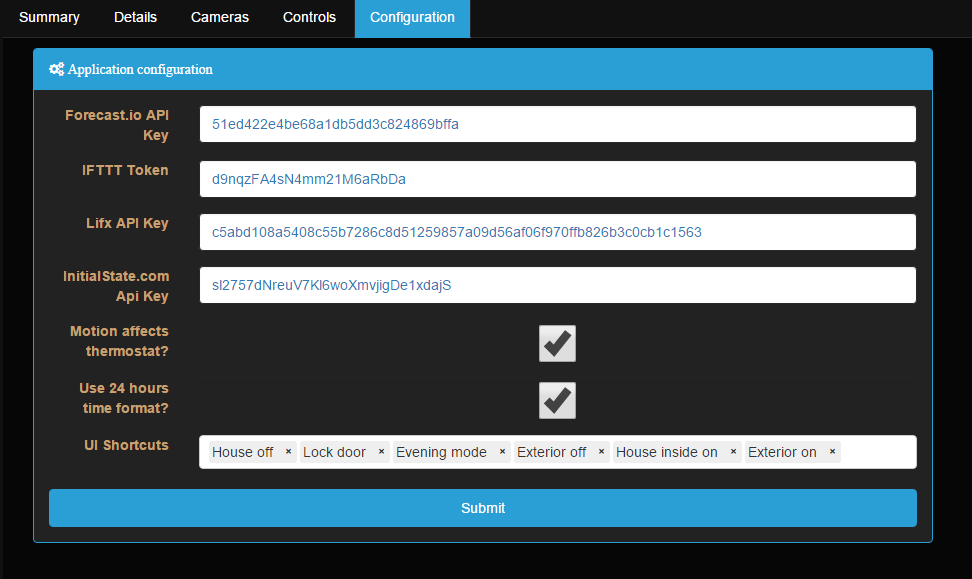 Summary Details Cameras Controls Configuration
Application configuration
Forecast.io API
Key
51ed422e4be68a1db5dd3c824869bffa
IFTTT Token
d9nqzFA4sN4mm21M6aRbDa
Lifx API Key
c5abd108a5408c55b7286c8d51259857a09d56af06f970ffb826b3c0cb1c1563
InitialState.com
Api Key
sl2757dNreuV7Kl6woXmvjigDe1xdajS
Motion affects
thermostat?
Use 24 hours
time format?
UI Shortcuts
House off × Lock door × Evening mode × Exterior off × House inside on × Exterior on ×
Submit